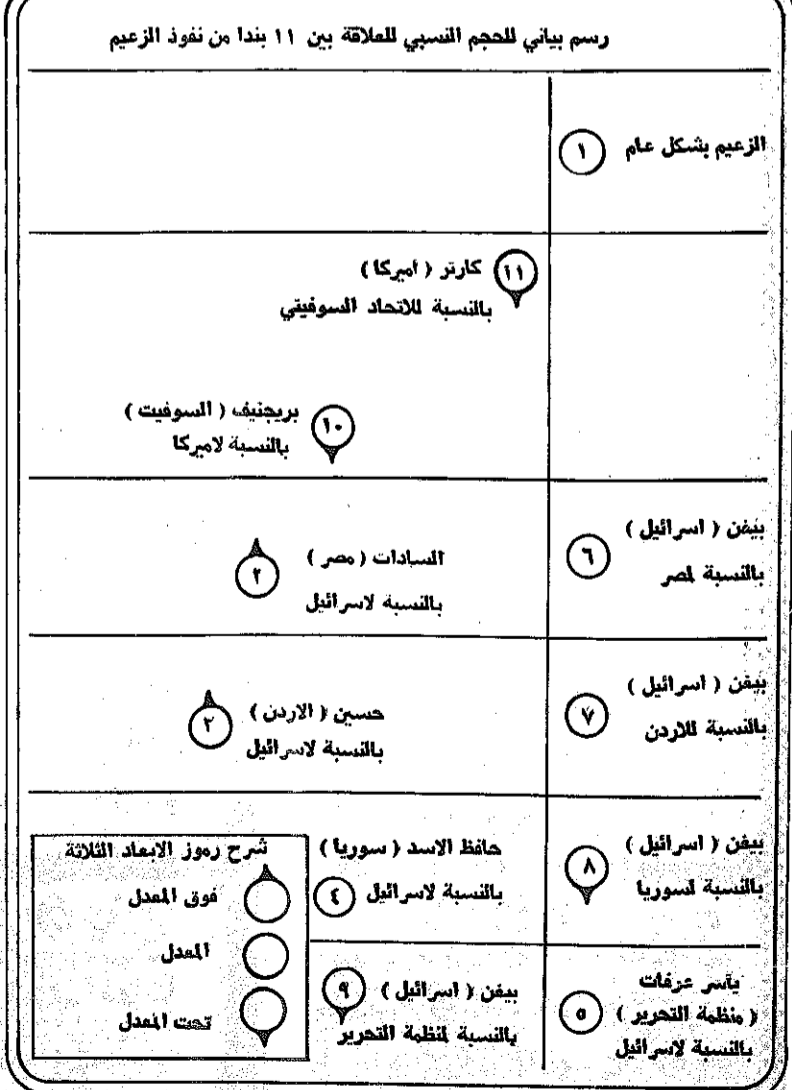 رسم بياني للحجم النسبي للعلاقة بين ١١ بندا من نفوذ الزعيم
الزعيم بشكل عام ١
١١ كارتر ( اميركا )
بالنسبة للاتحاد السوفيتي
بريجنيف ( السوفيت ) ١٠
بالنسبة لاميركا
بيغن ( اسرائيل )
بالنسبة لمصر ٦
السادات ( مصر ) ٢
بالنسبة لاسرائيل
بيغن ( اسرائيل )
بالنسبة للاردن ٧
حسين ( الاردن ) ٢
بالنسبة لاسرائيل
بيغن ( اسرائيل )
بالنسبة لسوريا ٨
حافظ الاسد ( سوريا )
بالنسبة لاسرائيل ٤
ياسر عرفات
( منظمة التحرير ) ٥
بالنسبة لاسرائيل
بيغن ( اسرائيل ) ٩
بالنسبة لمنظمة التحرير
شرح رموز الابعاد الثلاثة
فوق المعدل
المعدل
تحت المعدل